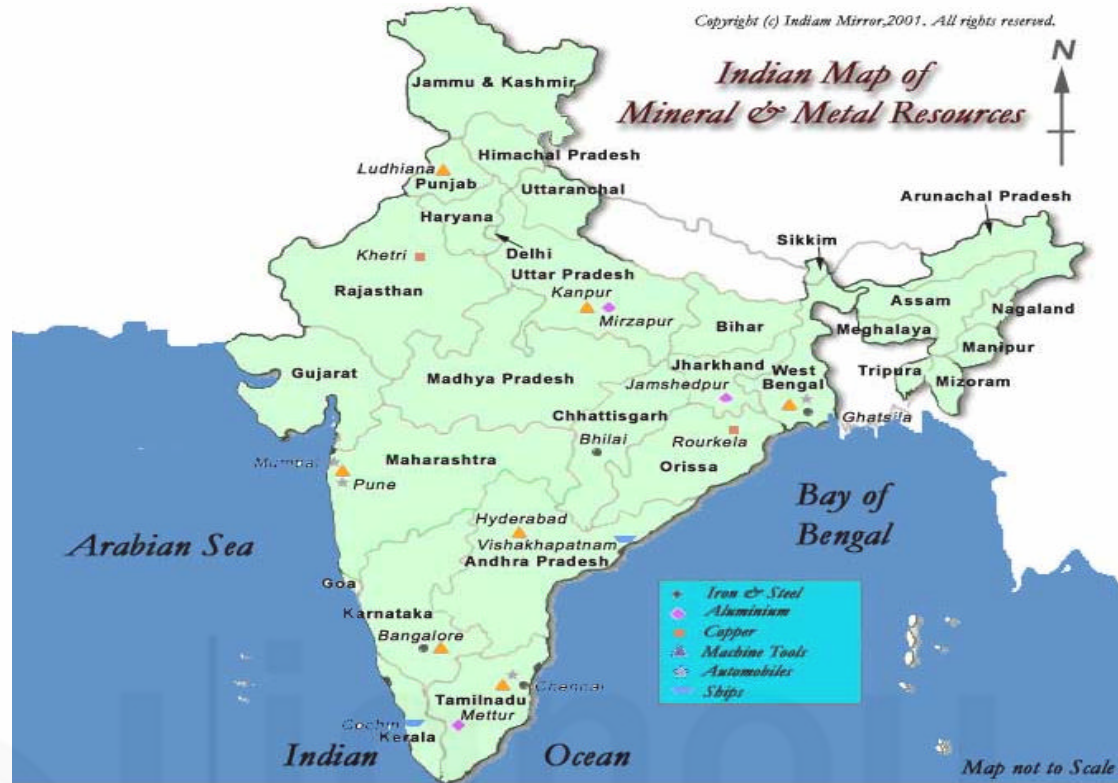 Copyright (c) Indiam Mirror,2001. All rights reserved.
N
Indian Map of
Mineral & Metal Resources
Jammu & Kashmir
Himachal Pradesh
Ludhiana
Punjab
Uttaranchal
Arunachal Pradesh
Haryana
Sikkim
Delhi
Khetri
Uttar Pradesh
Rajasthan
Kanpur
Assam
Nagaland
Mirzapur
Bihar
Meghalaya
Manipur
Gujarat
Madhya Pradesh
Jharkhand
West
Bengal
Tripura
Mizoram
Jamshedpur
Chhattisgarh
Ghatsila
Bhilai
Rourkela
Mumbai
Maharashtra
Orissa
Pune
Bay of
Bengal
Hyderabad
Arabian Sea
Vishakhapatnam
Andhra Pradesh
Goa
Karnataka
Iron & Steel
Aluminium
Copper
Machine Tools
Automobiles
Ships
Bangalore
Chennai
Tamilnadu
Mettur
Cochin
Kerala
Indian Ocean
Map not to Scale